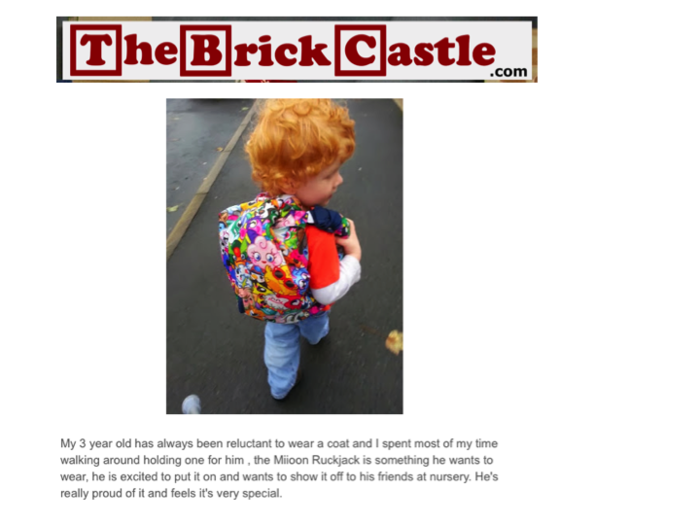 TheBrickCastle
.com
My 3 year old has always been reluctant to wear a coat and I spent most of my time
walking around holding one for him , the Miioon Ruckjack is something he wants to
wear, he is excited to put it on and wants to show it off to his friends at nursery. He's
really proud of it and feels it's very special.